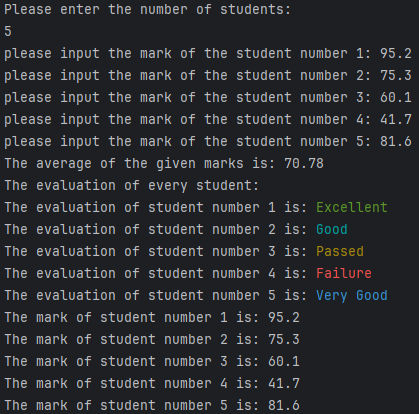 Please enter the number of students:
5
please input the mark of the student number 1: 95.2
please input the mark of the student number 2: 75.3
please input the mark of the student number 3: 60.1
please input the mark of the student number 4: 41.7
please input the mark of the student number 5: 81.6
The average of the given marks is: 70.78
The evaluation of every student:
The evaluation of student number 1 is: Excellent
The evaluation of student number 2 is: Good
The evaluation of student number 3 is: Passed
The evaluation of student number 4 is: Failure
The evaluation of student number 5 is: Very Good
The mark of student number 1 is: 95.2
The mark of student number 2 is: 75.3
The mark of student number 3 is: 60.1
The mark of student number 4 is: 41.7
The mark of student number 5 is: 81.6